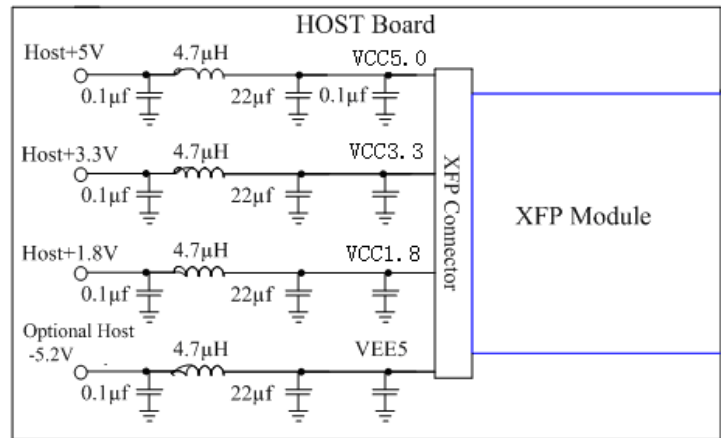 HOST Board
Host+5V
4.7µH
VCC5.0
0.1µf
22µf
0.1µf
Host+3.3V
4.7µH
VCC3.3
0.1µf
22µf
XFP Connector
XFP Module
Host+1.8V
4.7µH
VCC1.8
0.1µf
22µf
Optional Host
-5.2V
4.7µH
VEE5
0.1µf
22µf